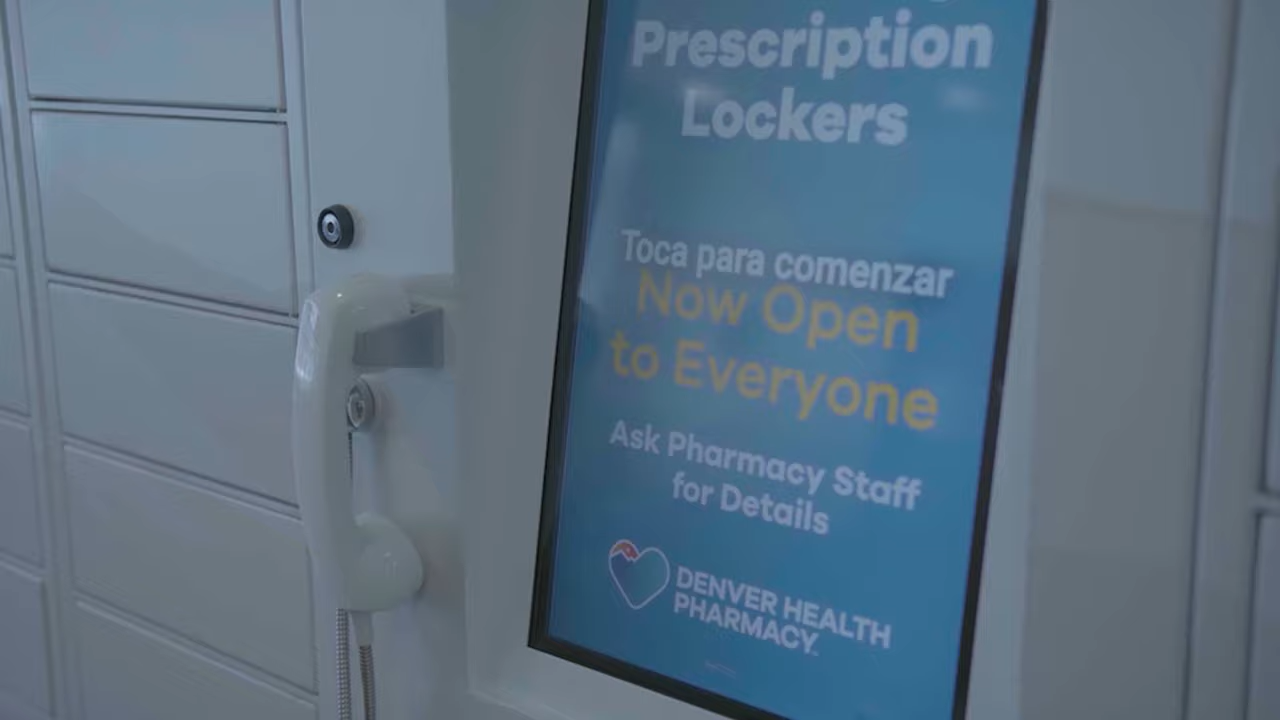 Prescription
Lockers
Toca para comenzar
Now Open
to Everyone
Ask Pharmacy Staff
for Details
DENVER HEALTH
PHARMACY